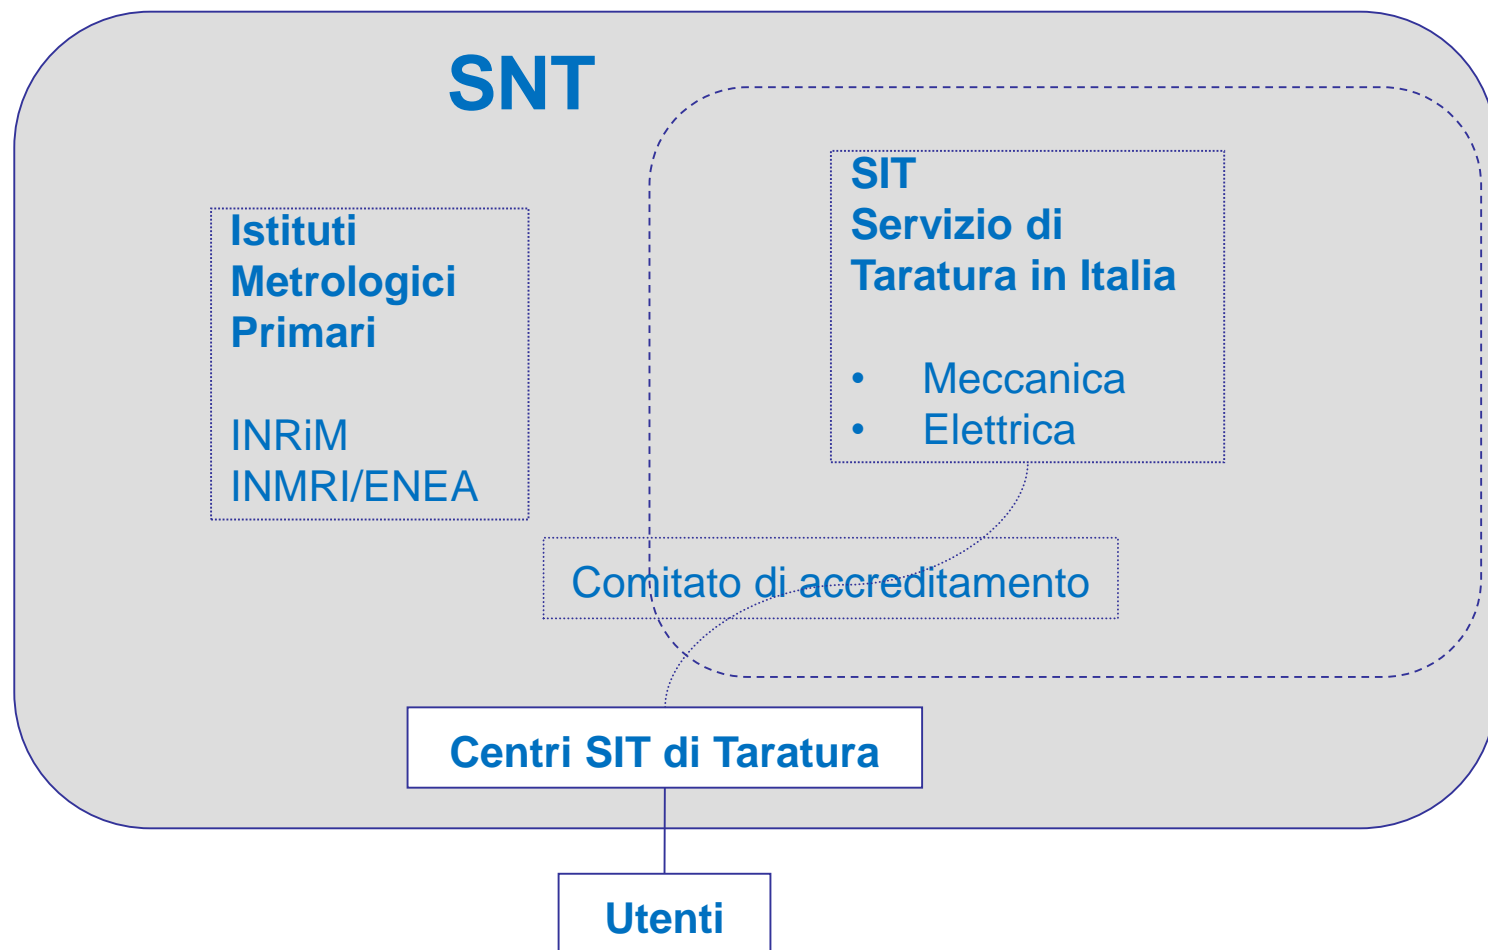 SNT
Istituti
Metrologici
Primari
INRiM
INMRI/ENEA
SIT
Servizio di
Taratura in Italia
• Meccanica
• Elettrica
Comitato di accreditamento
Centri SIT di Taratura
Utenti